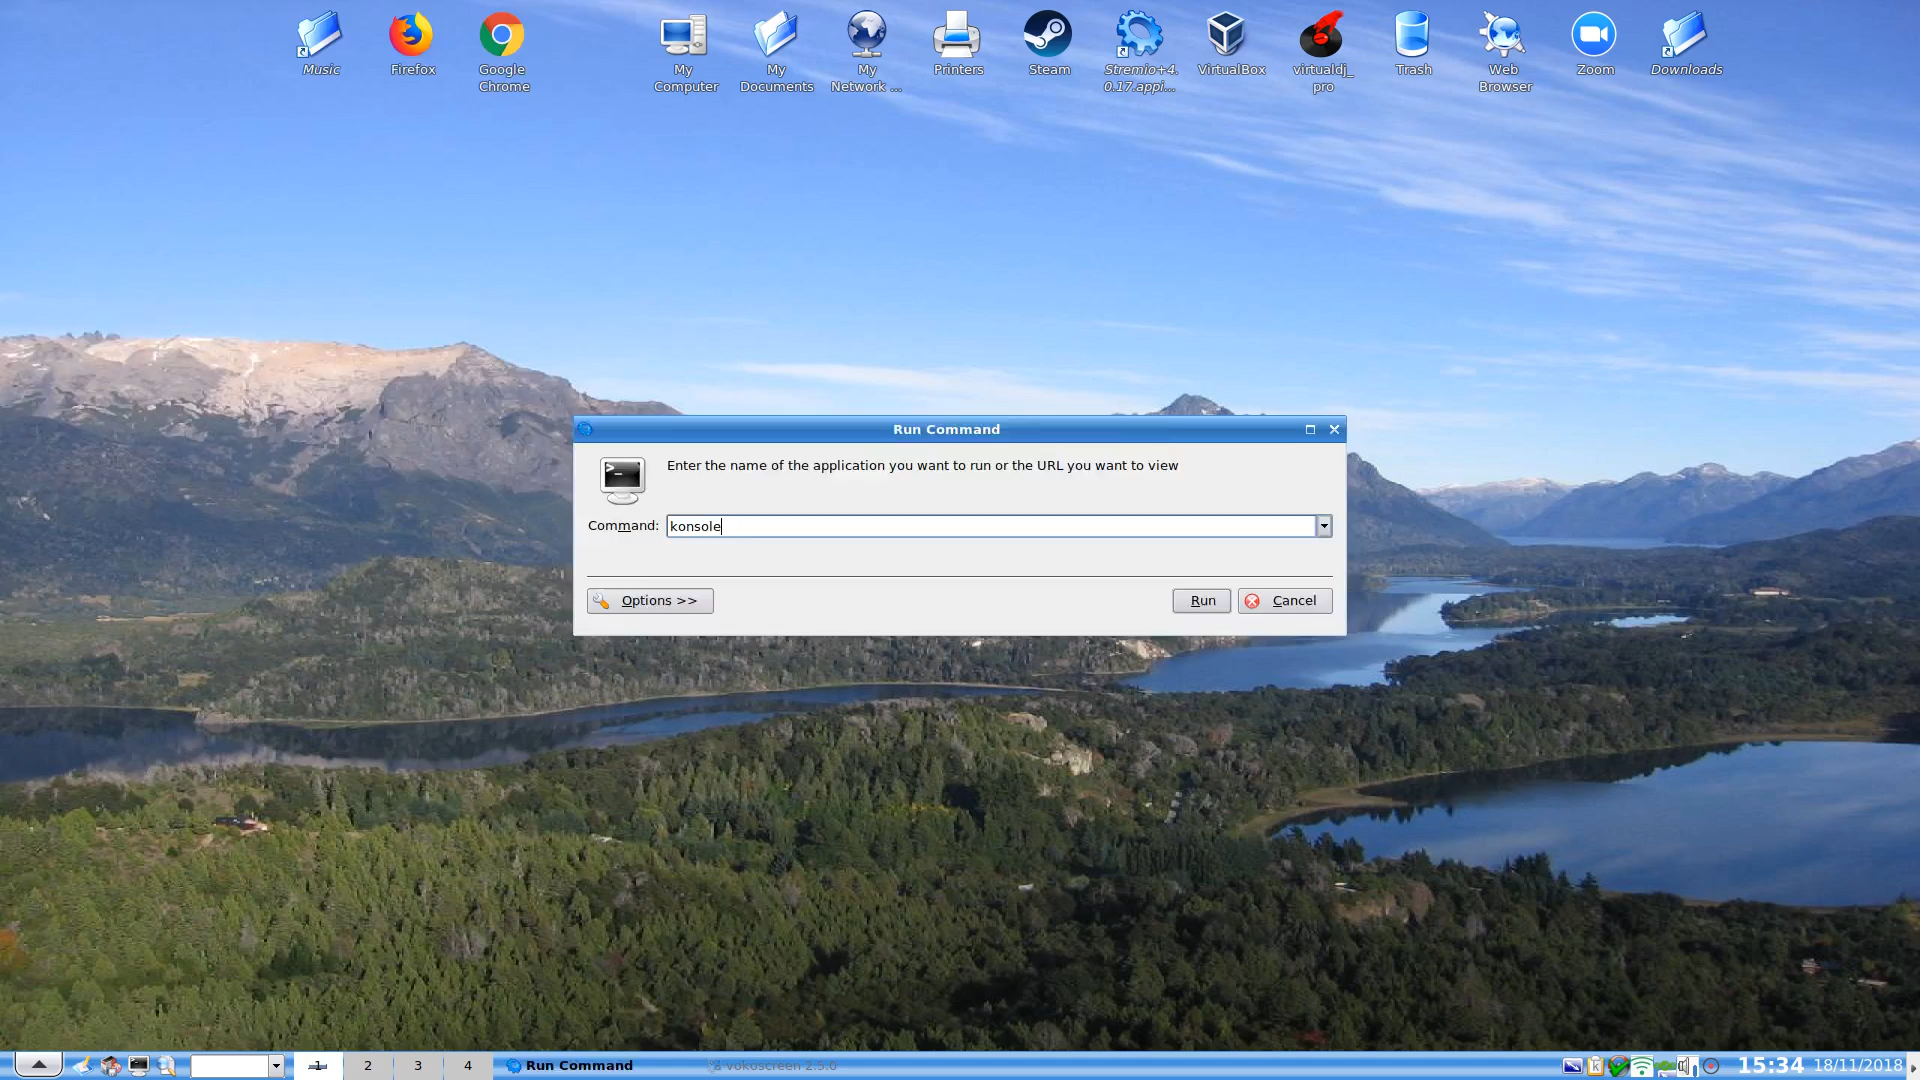 Music
Firefox
Google
Chrome
My
Computer
My
Documents
My
Network ...
Printers
Steam
Stremio+4.
0.17.appi...
VirtualBox
virtualdj_
pro
Trash
Web
Browser
Zoom
Downloads
Run Command
Enter the name of the application you want to run or the URL you want to view
Command: konsole
Options >>
Run
Cancel
1
2
3
4
Run Command
vokoscreen 2.5.0
15:34
18/11/2018